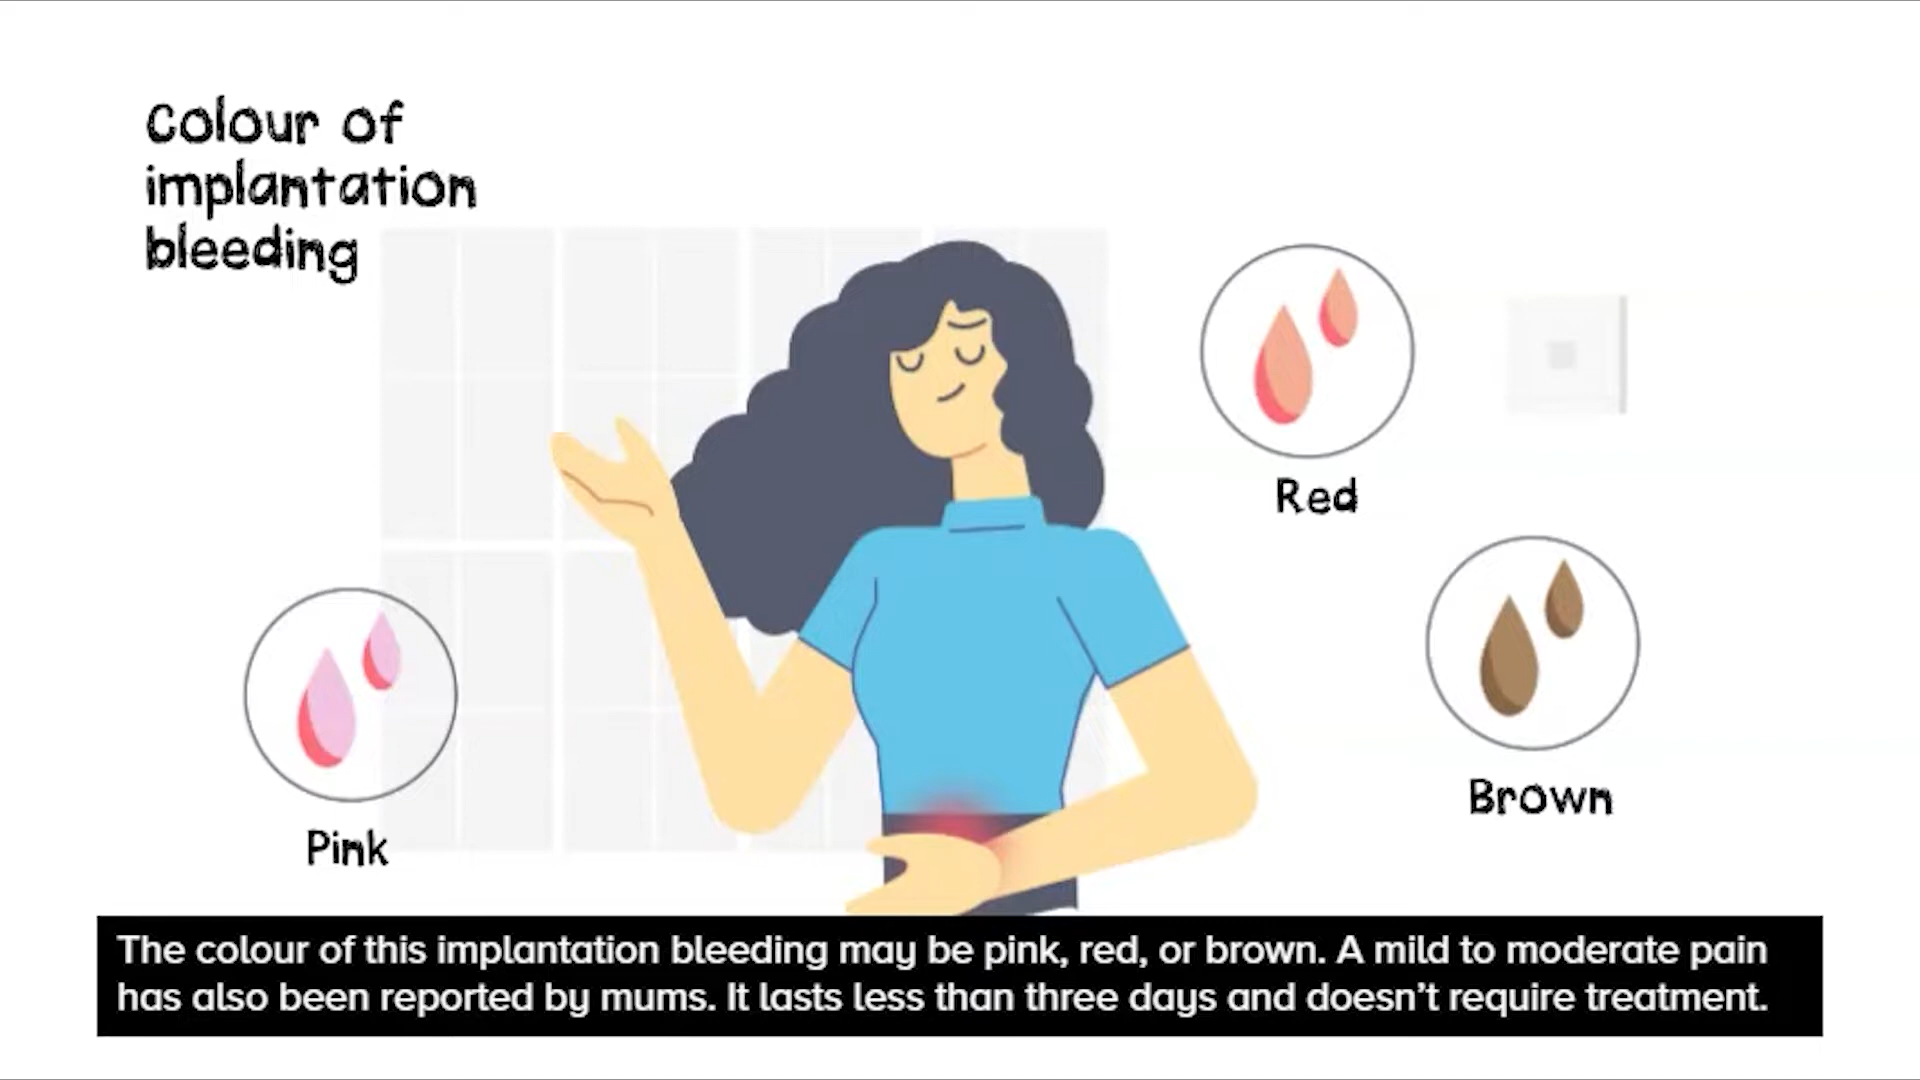 Colour of
implantation
bleeding
Red
Brown
Pink
The colour of this implantation bleeding may be pink, red, or brown. A mild to moderate pain
has also been reported by mums. It lasts less than three days and doesn’t require treatment.